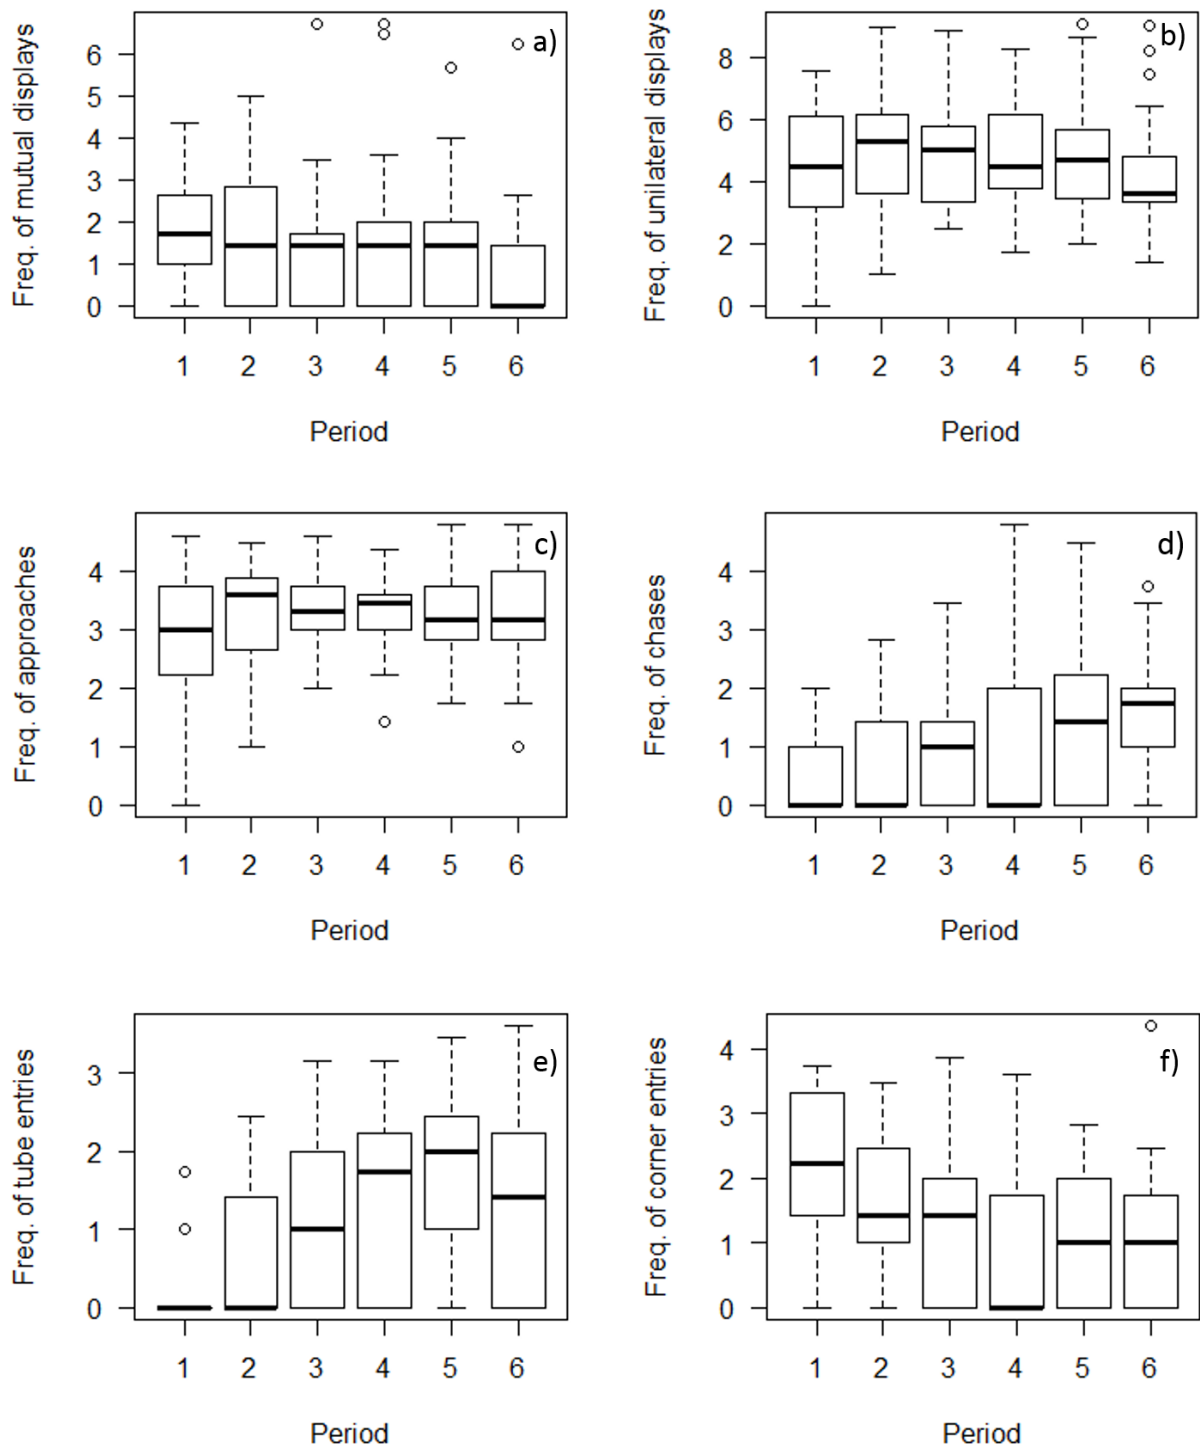 Freq. of mutual displays
0 1 2 3 4 5 6
a)
1 2 3 4 5 6
Period
Freq. of unilateral displays
0 2 4 6 8
b)
1 2 3 4 5 6
Period
Freq. of approaches
0 1 2 3 4
c)
1 2 3 4 5 6
Period
Freq. of chases
0 1 2 3 4
d)
1 2 3 4 5 6
Period
Freq. of tube entries
0 1 2 3
e)
1 2 3 4 5 6
Period
Freq. of corner entries
0 1 2 3 4
f)
1 2 3 4 5 6
Period